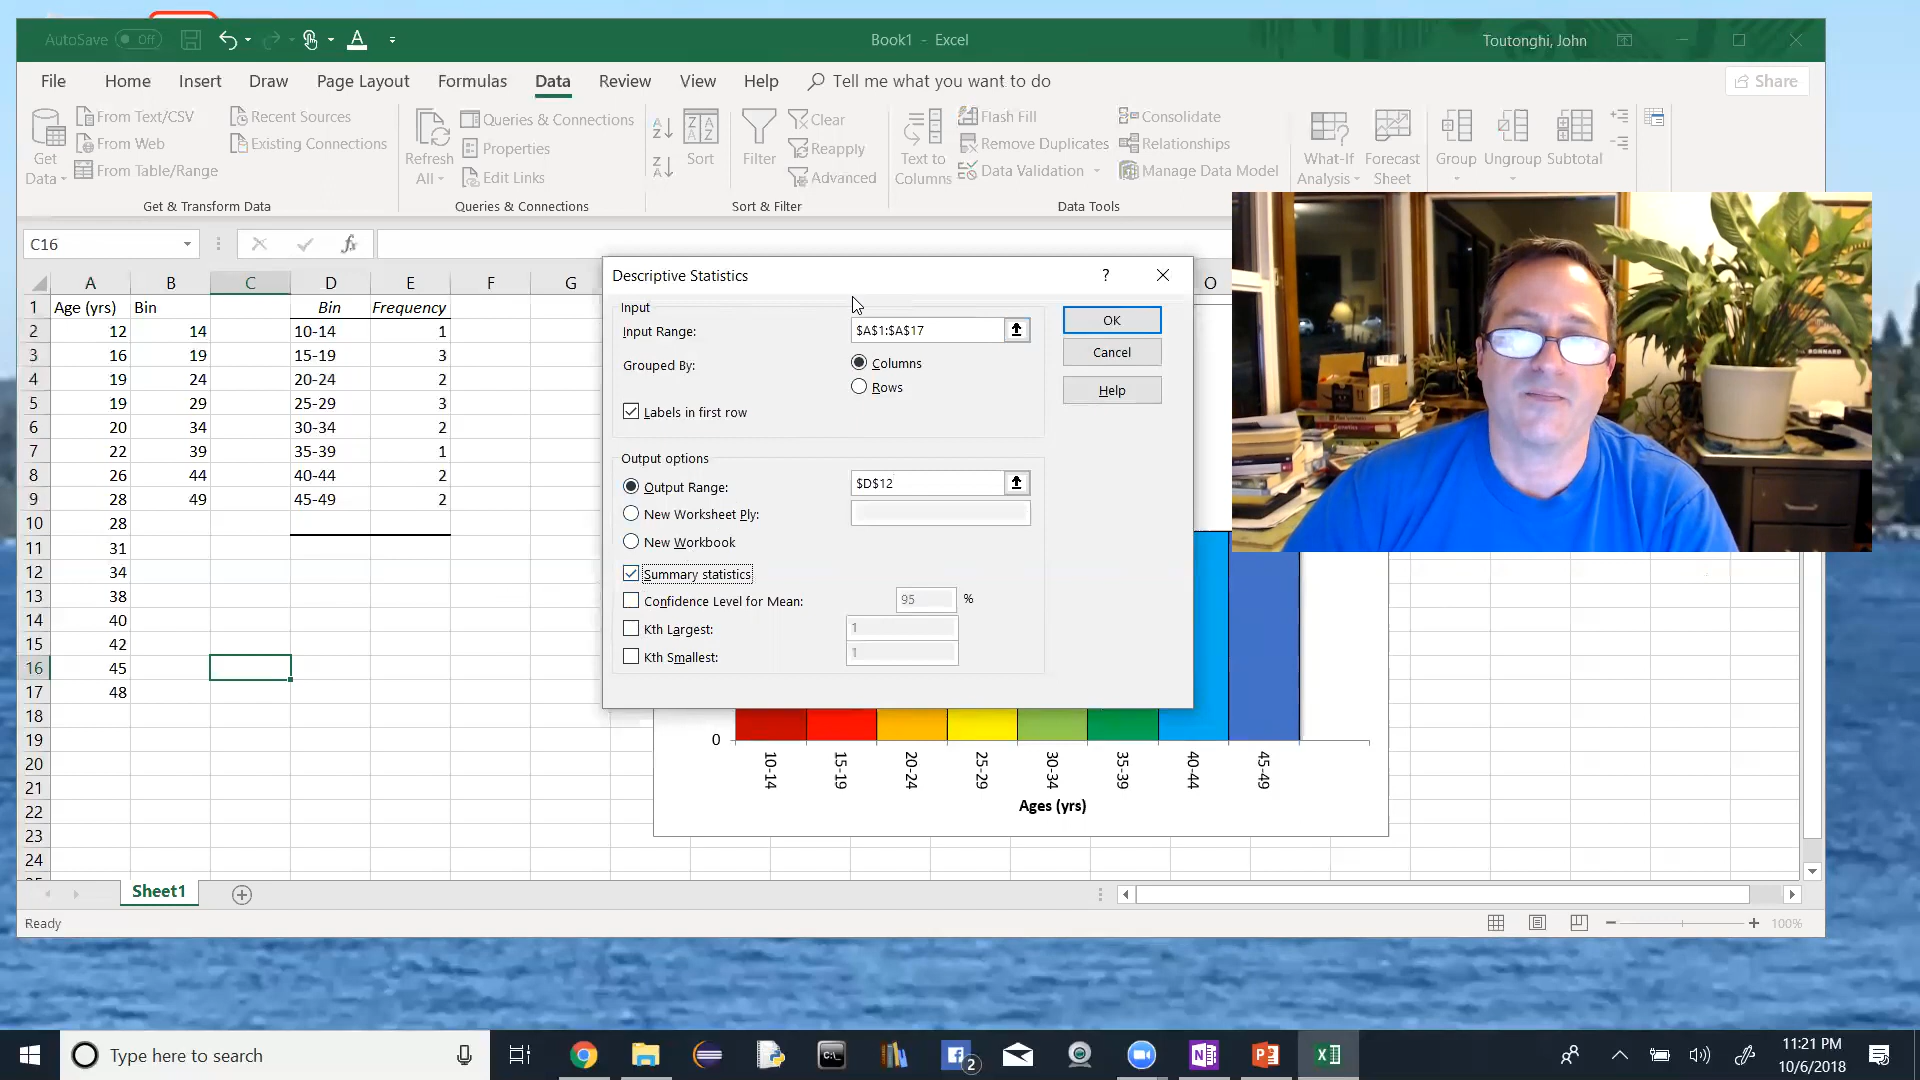 AutoSave Off
Book1 - Excel
Toutonghi, John
File Home Insert Draw Page Layout Formulas Data Review View Help Tell me what you want to do
Share
Get Data
From Text/CSV
From Web
From Table/Range
Recent Sources
Existing Connections
Get & Transform Data
Refresh All
Queries & Connections
Properties
Edit Links
Queries & Connections
Sort
Filter
Clear
Reapply
Advanced
Sort & Filter
Text to Columns
Flash Fill
Remove Duplicates
Data Validation
Consolidate
Relationships
Manage Data Model
Data Tools
What-If Analysis
Forecast Sheet
Group
Ungroup
Subtotal
C16
fx
A B C D E F G O
1 Age (yrs) Bin Bin Frequency
2 12 14 10-14 1
3 16 19 15-19 3
4 19 24 20-24 2
5 19 29 25-29 3
6 20 34 30-34 2
7 22 39 35-39 1
8 26 44 40-44 2
9 28 49 45-49 2
10 28
11 31
12 34
13 38
14 40
15 42
16 45
17 48
18
19
20
21
22
23
24
Descriptive Statistics
?
Input
Input Range: $A$1:$A$17
Grouped By: Columns
Rows
Labels in first row
OK
Cancel
Help
Output options
Output Range: $D$12
New Worksheet Ply:
New Workbook
Summary statistics
Confidence Level for Mean: 95 %
Kth Largest: 1
Kth Smallest: 1
0
10-14 15-19 20-24 25-29 30-34 35-39 40-44 45-49
Ages (yrs)
Sheet1
Ready
100%
Type here to search
2
11:21 PM
10/6/2018